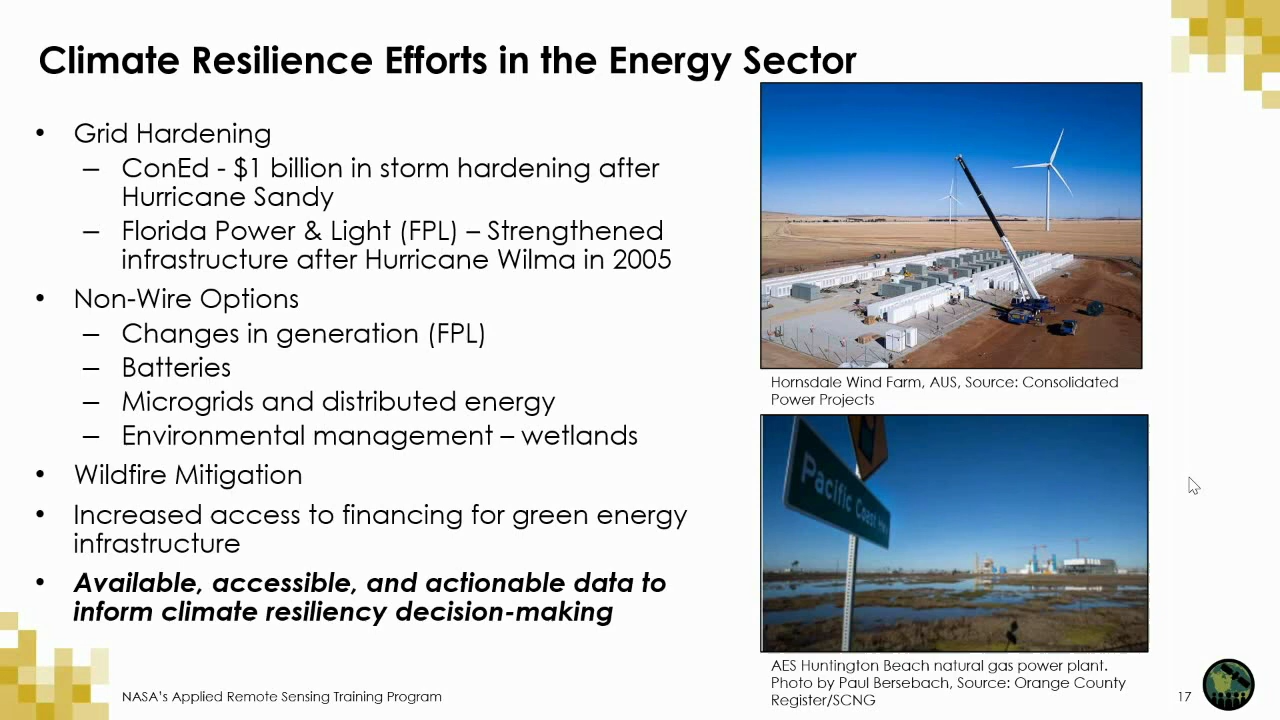 Climate Resilience Efforts in the Energy Sector
• Grid Hardening
– ConEd - $1 billion in storm hardening after
Hurricane Sandy
– Florida Power & Light (FPL) – Strengthened
infrastructure after Hurricane Wilma in 2005
• Non-Wire Options
– Changes in generation (FPL)
– Batteries
– Microgrids and distributed energy
– Environmental management – wetlands
• Wildfire Mitigation
• Increased access to financing for green energy
infrastructure
• Available, accessible, and actionable data to
inform climate resiliency decision-making
Hornsdale Wind Farm, AUS, Source: Consolidated
Power Projects
Pacific Coast Hwy
AES Huntington Beach natural gas power plant.
Photo by Paul Bersebach, Source: Orange County
Register/SCNG
NASA's Applied Remote Sensing Training Program
17